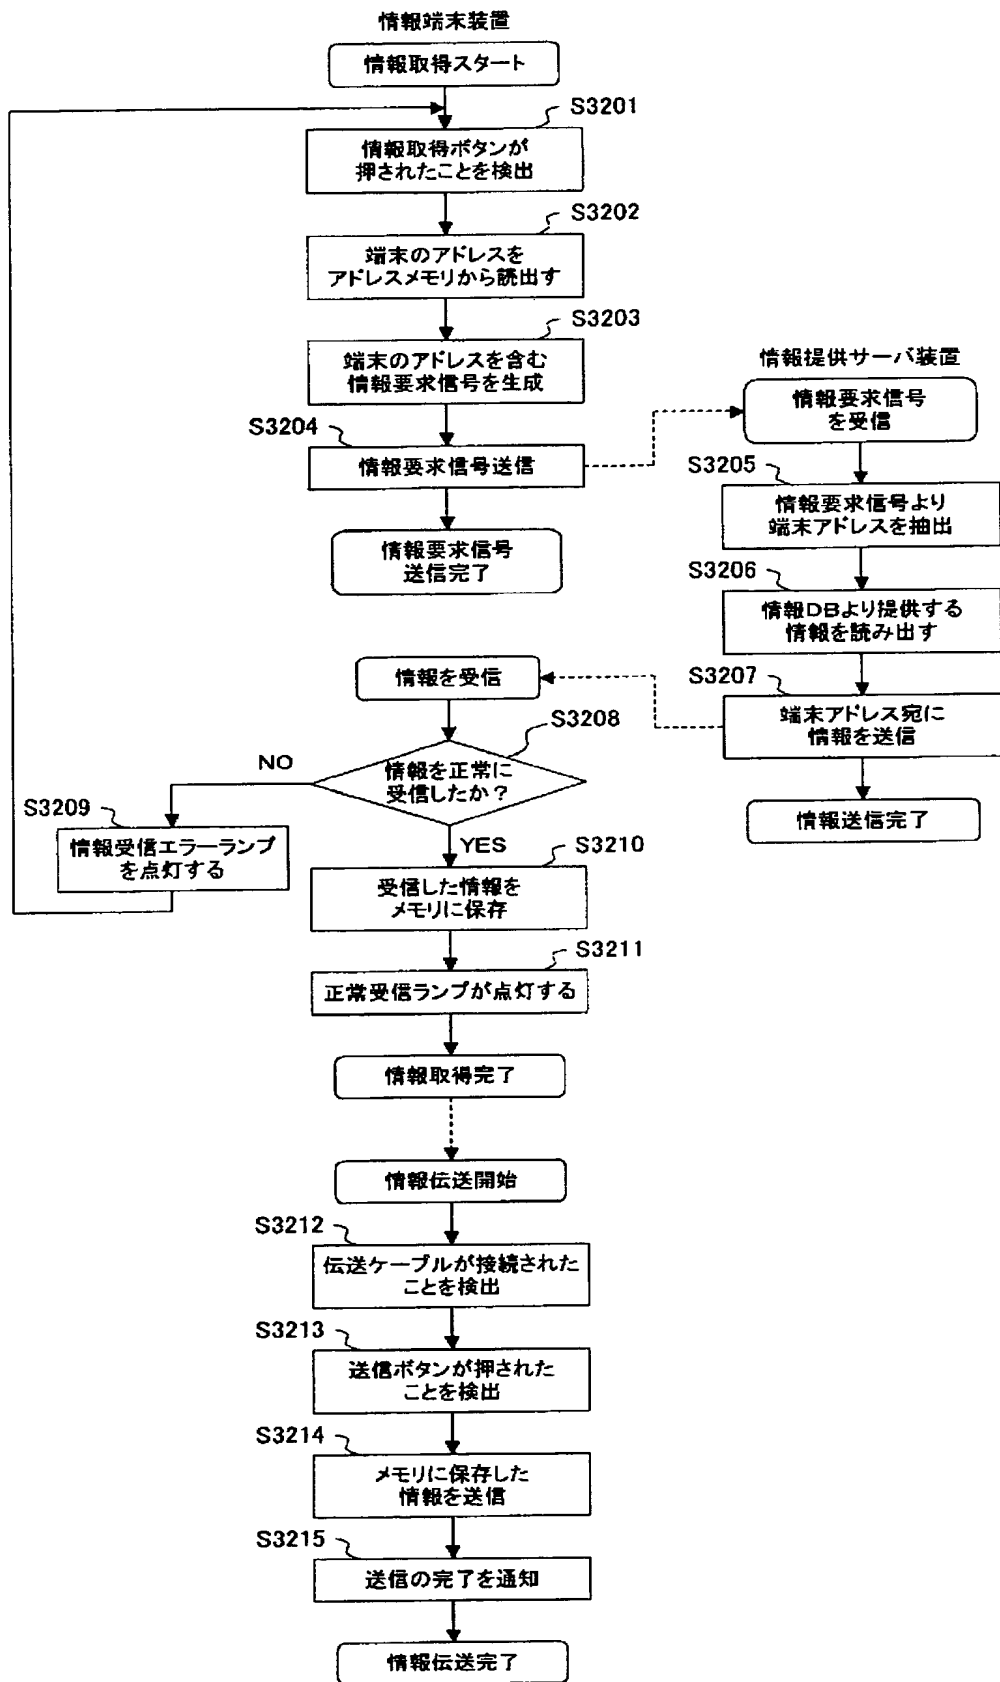 情報端末装置
情報取得スタート
S3201
情報取得ボタンが
押されたことを検出
S3202
端末のアドレスを
アドレスメモリから読出す
S3203
端末のアドレスを含む
情報要求信号を生成
S3204
情報要求信号送信
情報要求信号
送信完了
情報提供サーバ装置
情報要求信号
を受信
S3205
情報要求信号より
端末アドレスを抽出
S3206
情報DBより提供する
情報を読み出す
S3207
端末アドレス宛に
情報を送信
情報送信完了
情報を受信
S3208
情報を正常に
受信したか？
NO
YES
S3209
情報受信エラーランプ
を点灯する
S3210
受信した情報を
メモリに保存
S3211
正常受信ランプが点灯する
情報取得完了
情報伝送開始
S3212
伝送ケーブルが接続された
ことを検出
S3213
送信ボタンが押された
ことを検出
S3214
メモリに保存した
情報を送信
S3215
送信の完了を通知
情報伝送完了